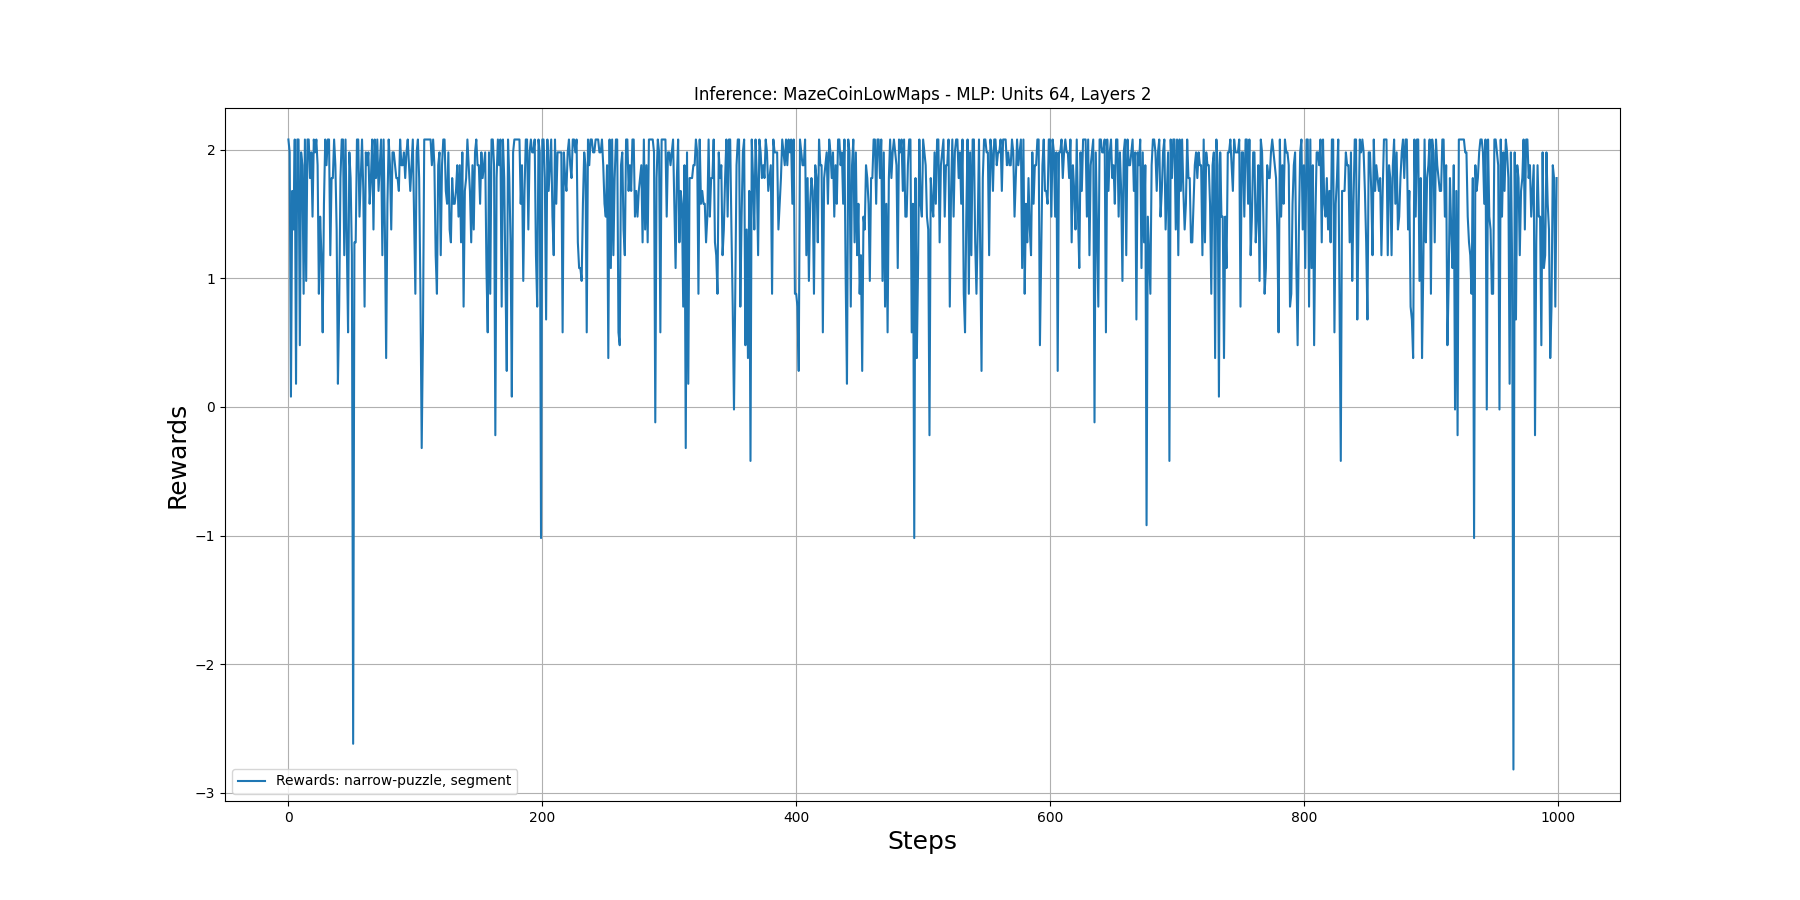 Inference: MazeCoinLowMaps - MLP: Units 64, Layers 2
2
1
0
−1
−2
−3
Rewards
Rewards: narrow-puzzle, segment
0 200 400 600 800 1000
Steps